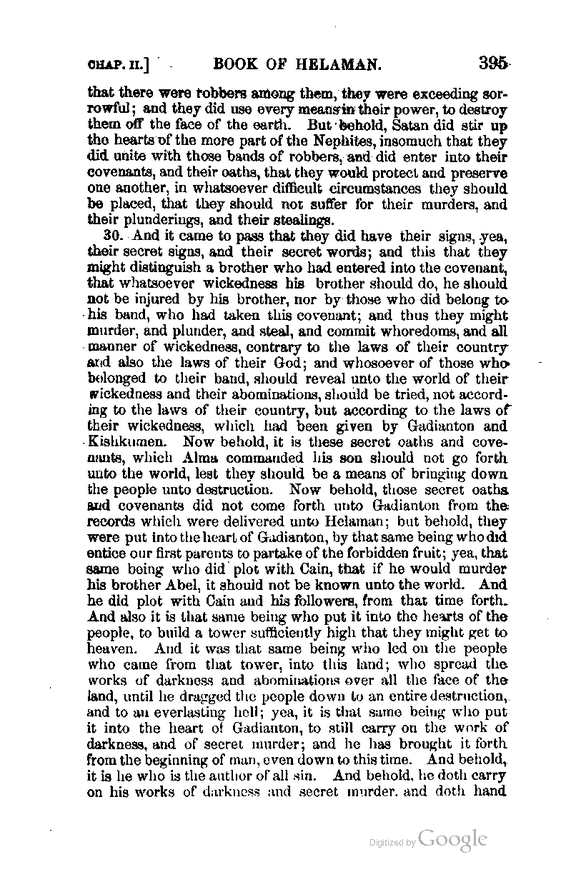 CHAP. II.] BOOK OF HELAMAN. 395
that there were robbers among them, they were exceeding sor-
rowful; and they did use every means in their power, to destroy
them off the face of the earth. But behold, Satan did stir up
the hearts of the more part of the Nephites, insomuch that they
did unite with those bands of robbers, and did enter into their
covenants, and their oaths, that they would protect and preserve
one another, in whatsoever difficult circumstances they should
be placed, that they should not suffer for their murders, and
their plunderings, and their stealings.
30. And it came to pass that they did have their signs, yea,
their secret signs, and their secret words; and this that they
might distinguish a brother who had entered into the covenant,
that whatsoever wickedness his brother should do, he should
not be injured by his brother, nor by those who did belong to
his band, who had taken this covenant; and thus they might
murder, and plunder, and steal, and commit whoredoms, and all
manner of wickedness, contrary to the laws of their country
and also the laws of their God; and whosoever of those who
belonged to their band, should reveal unto the world of their
wickedness and their abominations, should be tried, not accord-
ing to the laws of their country, but according to the laws of
their wickedness, which had been given by Gadianton and
Kishkumen. Now behold, it is these secret oaths and cove-
nants, which Alma commanded his son should not go forth
unto the world, lest they should be a means of bringing down
the people unto destruction. Now behold, those secret oaths
and covenants did not come forth unto Gadianton from the
records which were delivered unto Helaman; but behold, they
were put into the heart of Gadianton, by that same being who did
entice our first parents to partake of the forbidden fruit; yea, that
same being who did plot with Cain, that if he would murder
his brother Abel, it should not be known unto the world. And
he did plot with Cain and his followers, from that time forth.
And also it is that same being who put it into the hearts of the
people, to build a tower sufficiently high that they might get to
heaven. And it was that same being who led on the people
who came from that tower, into this land; who spread the
works of darkness and abominations over all the face of the
land, until he dragged the people down to an entire destruction,
and to an everlasting hell; yea, it is that same being who put
it into the heart of Gadianton, to still carry on the work of
darkness, and of secret murder; and he has brought it forth
from the beginning of man, even down to this time. And behold,
it is he who is the author of all sin. And behold, he doth carry
on his works of darkness and secret murder, and doth hand
Digitized by Google